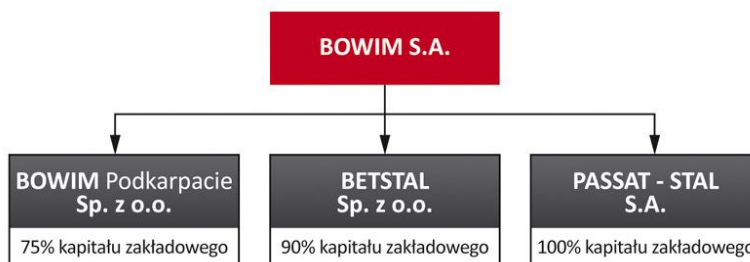 BOWIM S.A.
BOWIM Podkarpacie
Sp. z o.o.
75% kapitału zakładowego
BETSTAL
Sp. z o.o.
90% kapitału zakładowego
PASSAT - STAL
S.A.
100% kapitału zakładowego